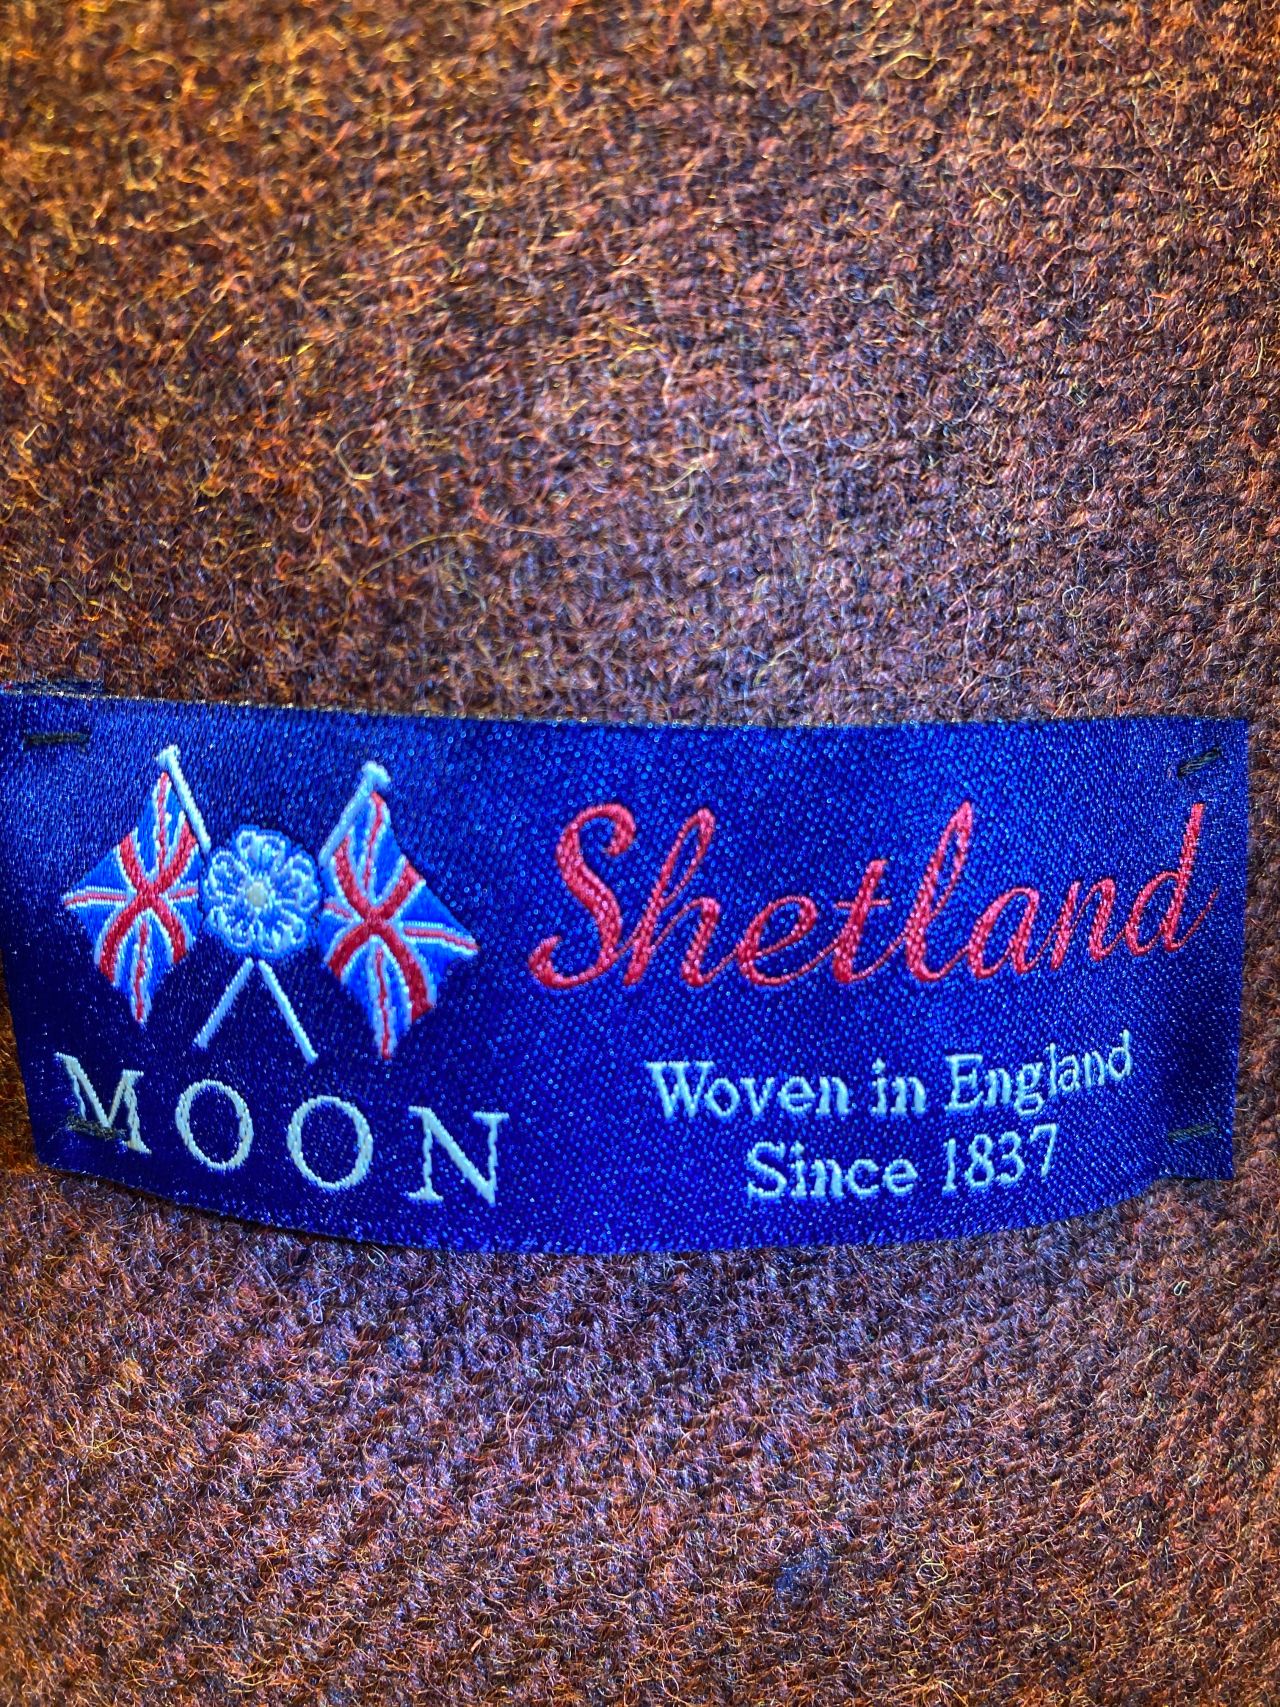 Shetland
MOON
Woven in England
Since 1837